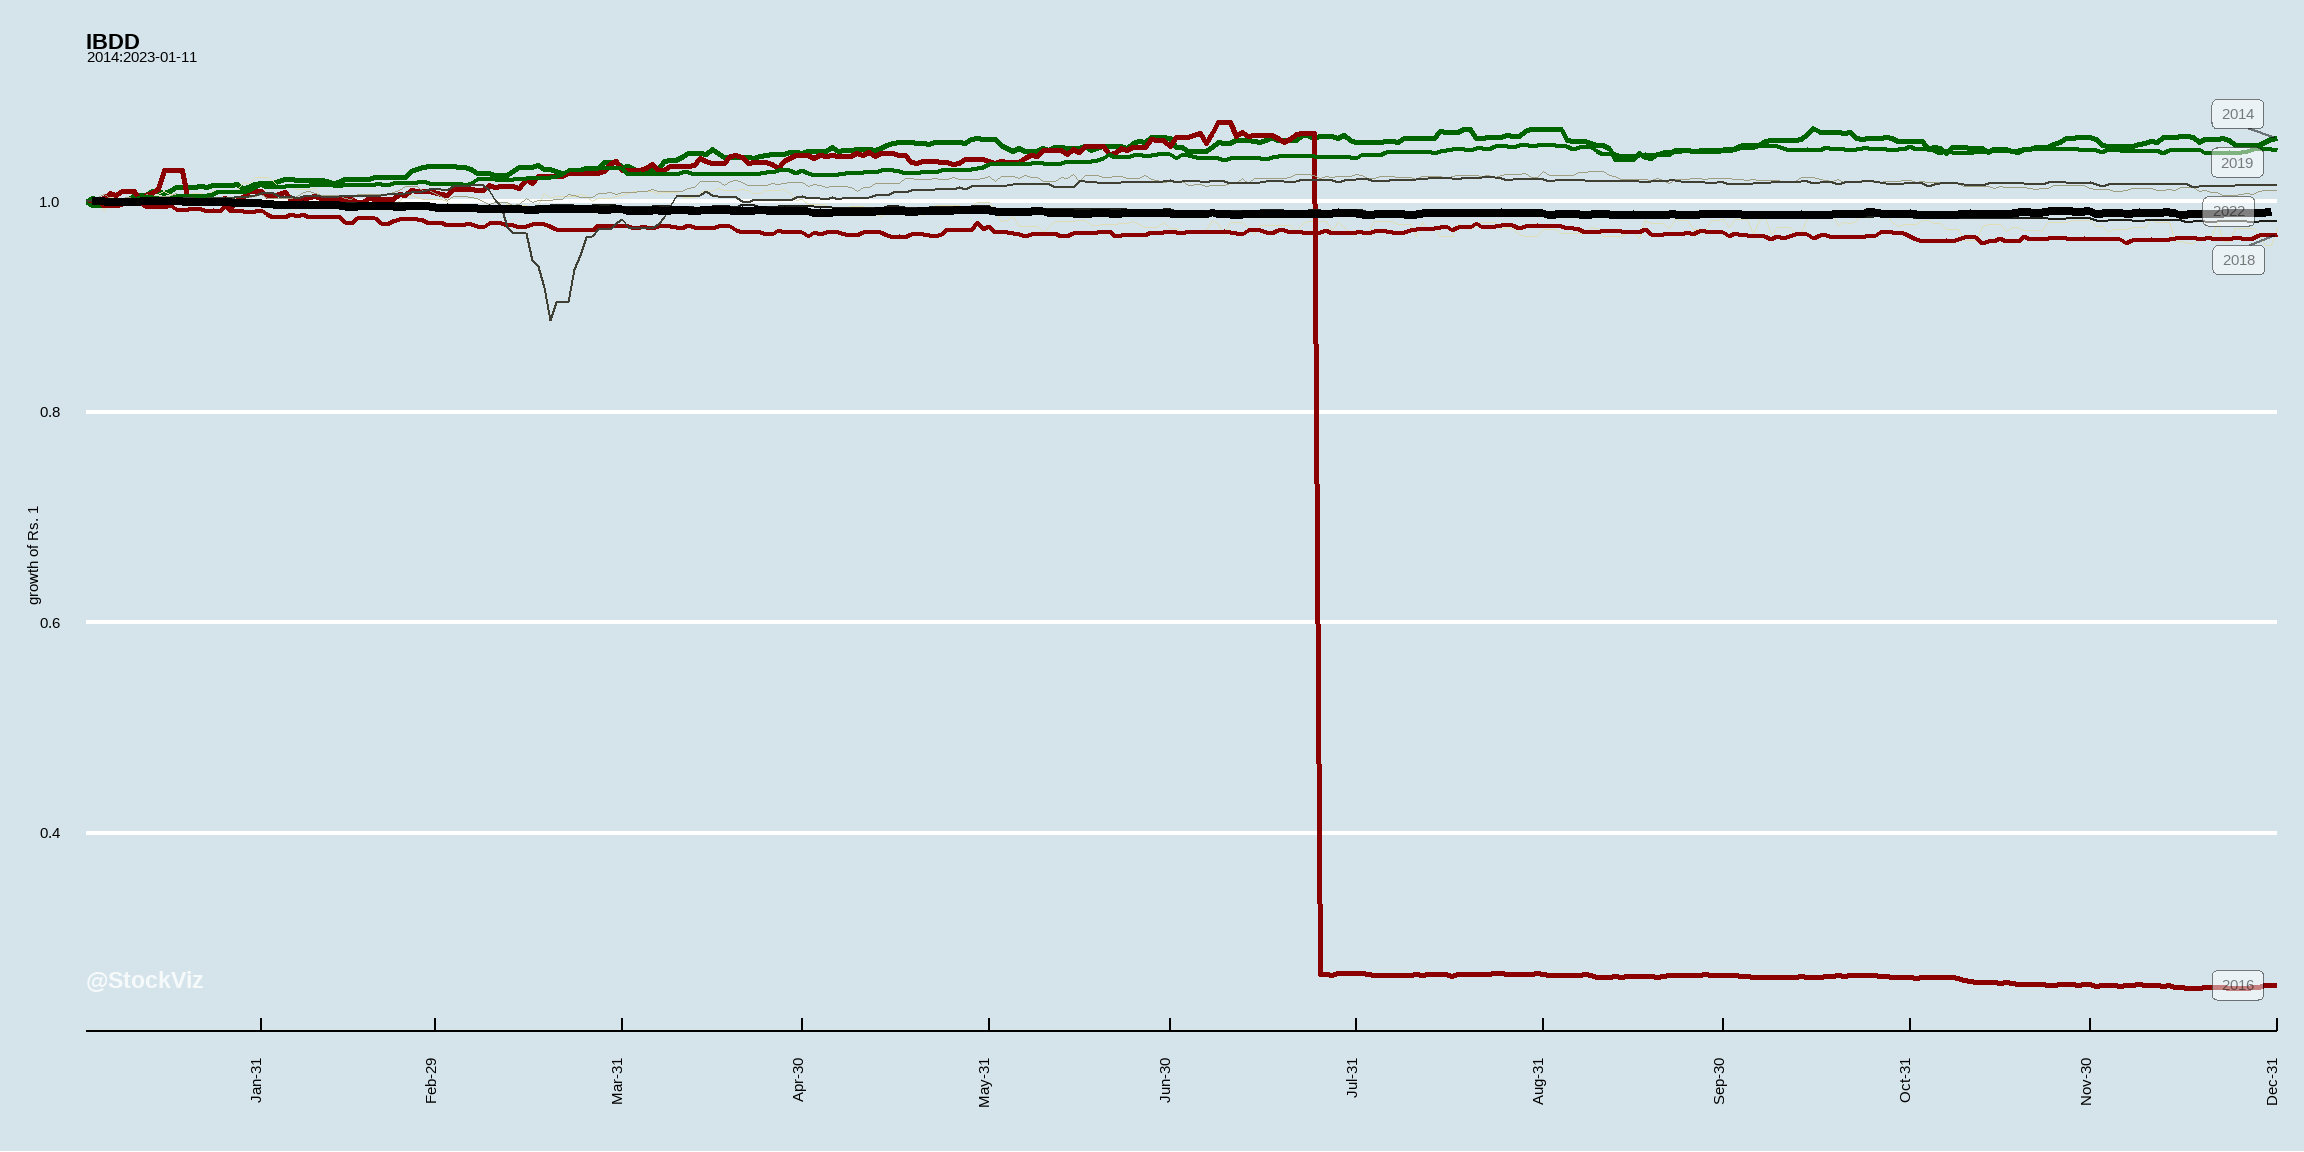 IBDD
2014:2023-01-11
2014
2019
2022
2018
2016
1.0
0.8
0.6
0.4
growth of Rs. 1
@StockViz
Jan-31
Feb-29
Mar-31
Apr-30
May-31
Jun-30
Jul-31
Aug-31
Sep-30
Oct-31
Nov-30
Dec-31